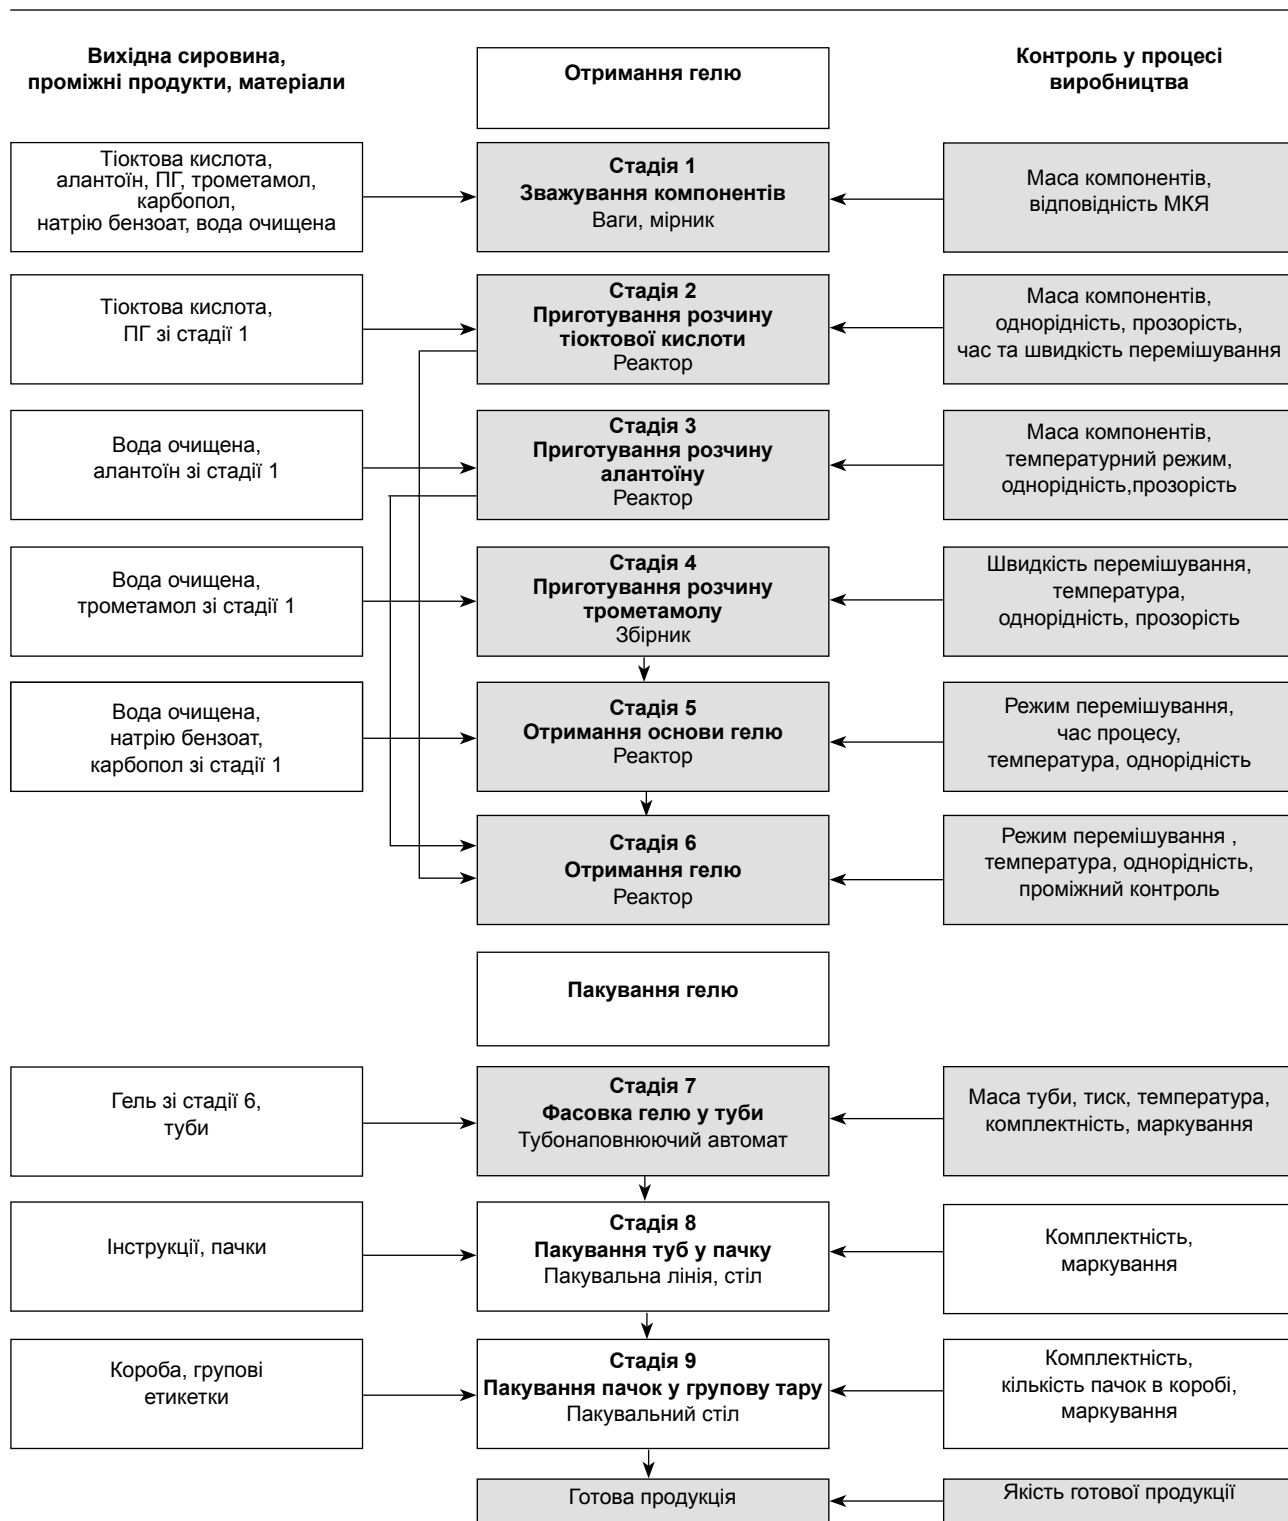 Вихідна сировина,
проміжні продукти, матеріали
Отримання гелю
Контроль у процесі
виробництва
Тіоктова кислота,
алантоїн, ПГ, трометамол,
карбопол,
натрію бензоат, вода очищена
Стадія 1
Зважування компонентів
Ваги, мірник
Маса компонентів,
відповідність МКЯ
Тіоктова кислота,
ПГ зі стадії 1
Стадія 2
Приготування розчину
тіоктової кислоти
Реактор
Маса компонентів,
однорідність, прозорість,
час та швидкість перемішування
Вода очищена,
алантоїн зі стадії 1
Стадія 3
Приготування розчину
алантоїну
Реактор
Маса компонентів,
температурний режим,
однорідність,прозорість
Вода очищена,
трометамол зі стадії 1
Стадія 4
Приготування розчину
трометамолу
Збірник
Швидкість перемішування,
температура,
однорідність, прозорість
Вода очищена,
натрію бензоат,
карбопол зі стадії 1
Стадія 5
Отримання основи гелю
Реактор
Режим перемішування,
час процесу,
температура, однорідність
Стадія 6
Отримання гелю
Реактор
Режим перемішування ,
температура, однорідність,
проміжний контроль
Пакування гелю
Гель зі стадії 6,
туби
Стадія 7
Фасовка гелю у туби
Тубонаповнюючий автомат
Маса туби, тиск, температура,
комплектність, маркування
Інструкції, пачки
Стадія 8
Пакування туб у пачку
Пакувальна лінія, стіл
Комплектність,
маркування
Короба, групові
етикетки
Стадія 9
Пакування пачок у групову тару
Пакувальний стіл
Комплектність,
кількість пачок в коробі,
маркування
Готова продукція
Якість готової продукції